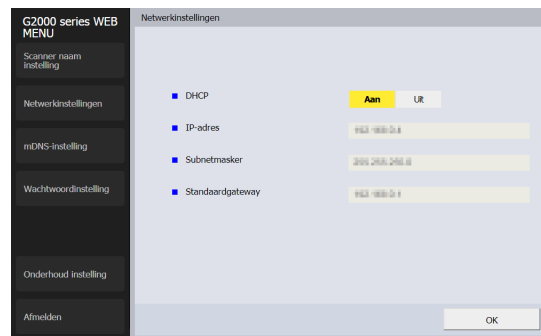 G2000 series WEB
MENU
Scanner naam
instelling
Netwerkinstellingen
mDNS-instelling
Wachtwoordinstelling
Onderhoud instelling
Afmelden
Netwerkinstellingen
DHCP
Aan
Uit
IP-adres
Subnetmasker
Standaardgateway
OK